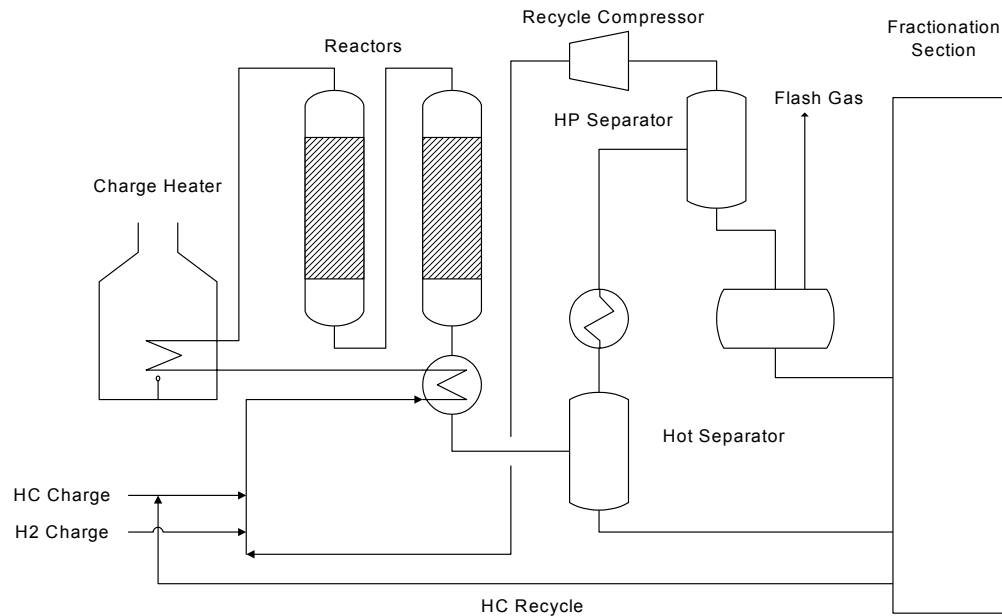 Recycle Compressor
Fractionation
Section
Reactors
Flash Gas
HP Separator
Charge Heater
Hot Separator
HC Charge
H2 Charge
HC Recycle